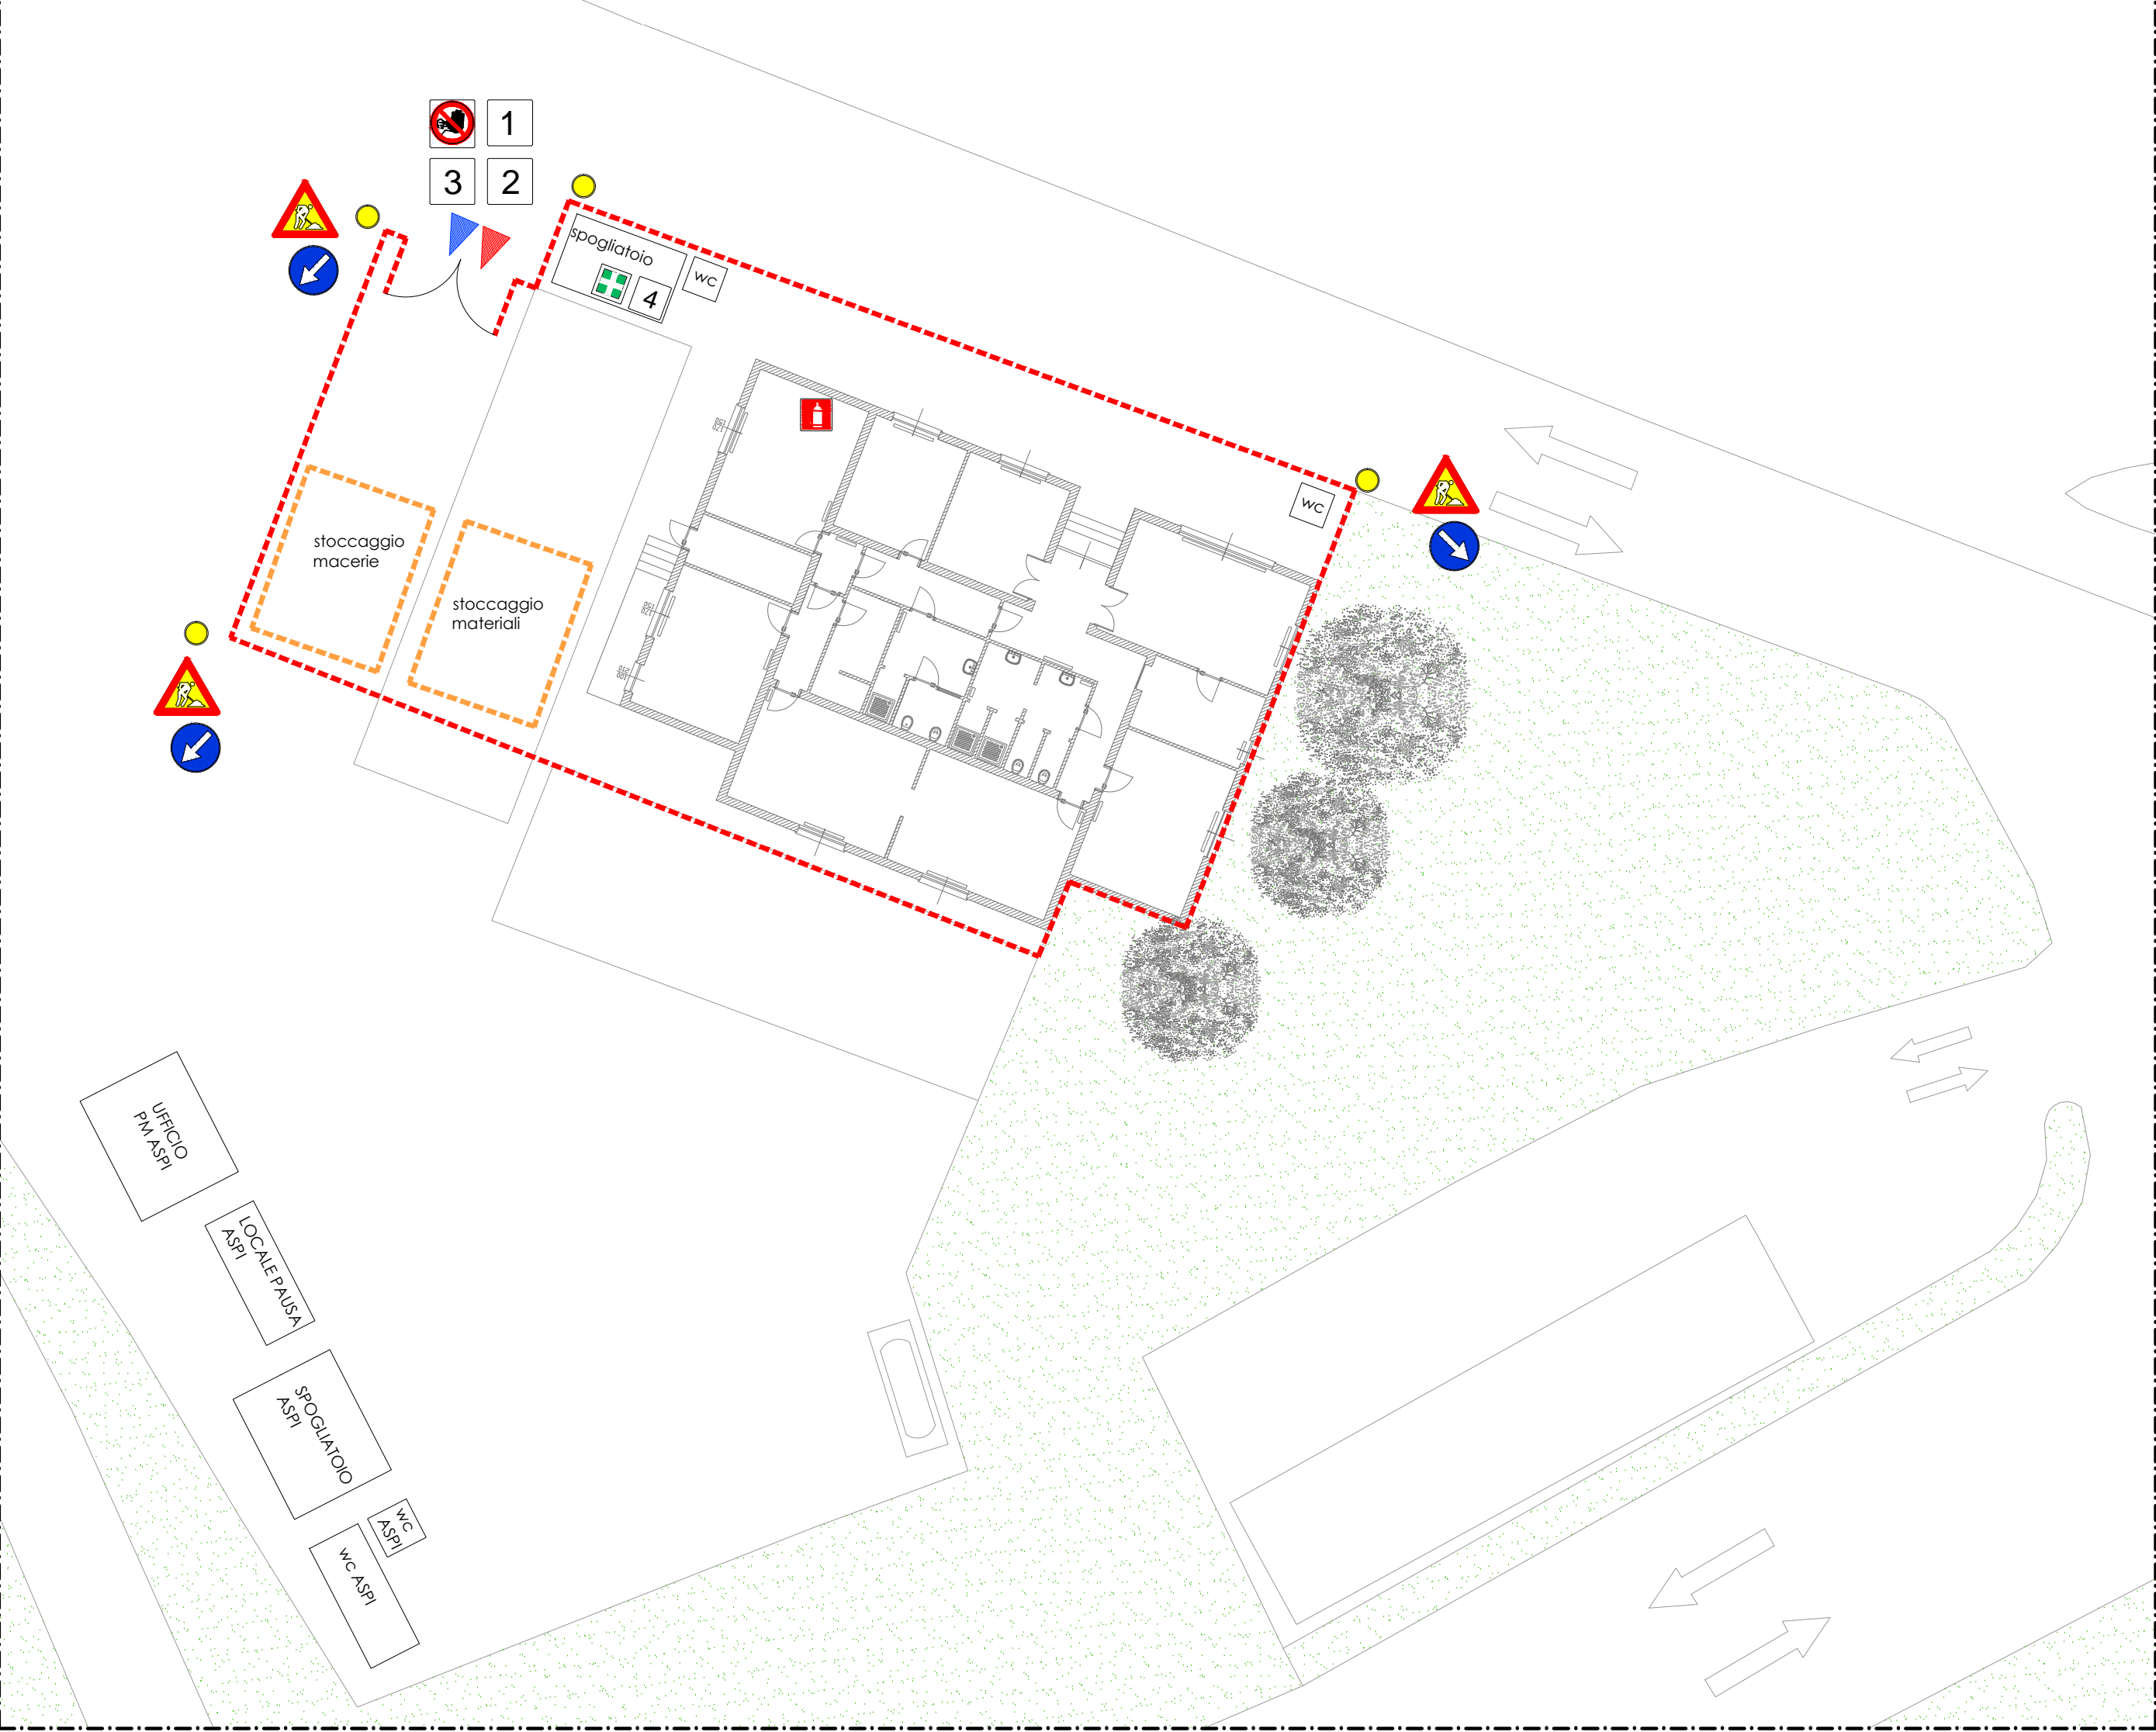 1
3
2
spogliatoio
4
WC
WC
stoccaggio
macerie
stoccaggio
materiali
UFFICIO
PM ASPI
LOCALE PAUSA
ASPI
SPOGLIATOIO
ASPI
WC
ASPI
WC ASPI